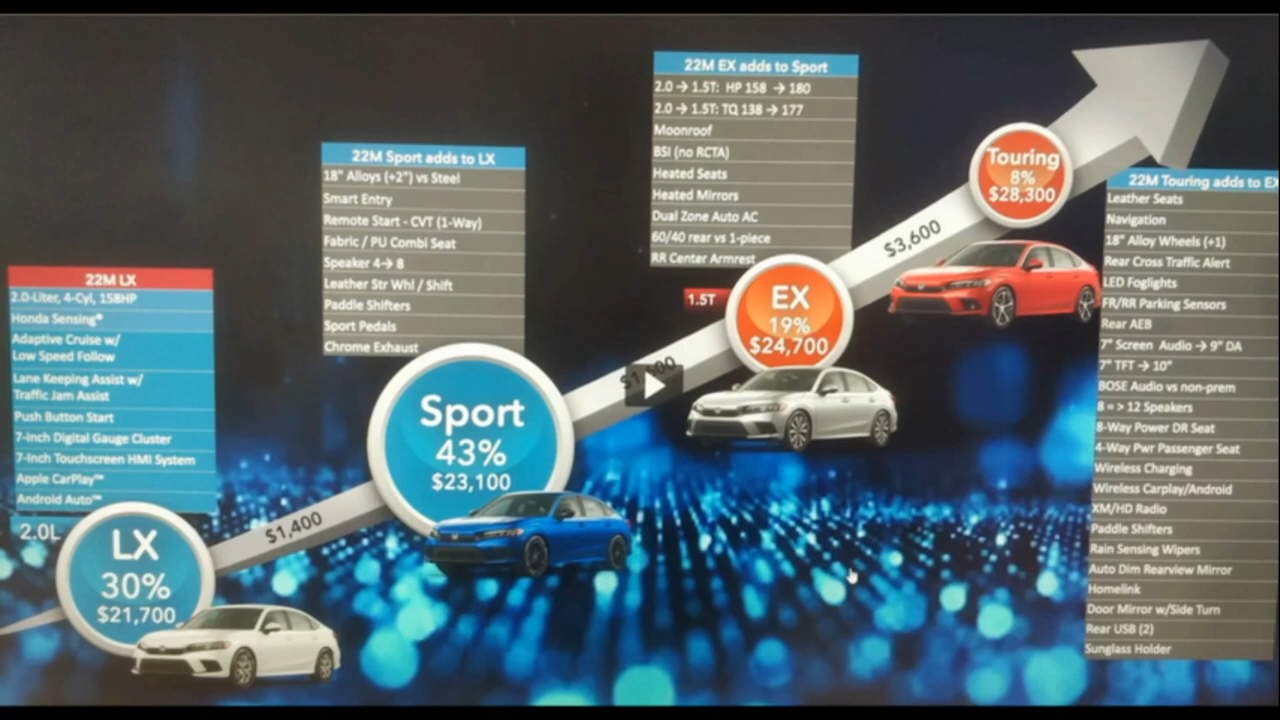 22M LX
2.0-Liter, 4-Cyl, 158HP
Honda Sensing®
Adaptive Cruise w/
Low Speed Follow
Lane Keeping Assist w/
Traffic Jam Assist
Push Button Start
7-Inch Digital Gauge Cluster
7-Inch Touchscreen HMI System
Apple CarPlay™
Android Auto™
2.0L
LX
30%
$21,700
$1,400
22M Sport adds to LX
18" Alloys (+2") vs Steel
Smart Entry
Remote Start - CVT (1-Way)
Fabric / PU Combi Seat
Speaker 4→ 8
Leather Str Whl / Shift
Paddle Shifters
Sport Pedals
Chrome Exhaust
Sport
43%
$23,100
22M EX adds to Sport
2.0 → 1.5T: HP 158 → 180
2.0 → 1.5T: TQ 138 → 177
Moonroof
BSI (no RCTA)
Heated Seats
Heated Mirrors
Dual Zone Auto AC
60/40 rear vs 1-piece
RR Center Armrest
1.5T
EX
19%
$24,700
$3,600
Touring
8%
$28,300
22M Touring adds to EX
Leather Seats
Navigation
18" Alloy Wheels (+1)
Rear Cross Traffic Alert
LED Foglights
FR/RR Parking Sensors
Rear AEB
7" Screen Audio → 9" DA
7" TFT → 10"
BOSE Audio vs non-prem
8 = > 12 Speakers
8-Way Power DR Seat
4-Way Pwr Passenger Seat
Wireless Charging
Wireless Carplay/Android
XM/HD Radio
Paddle Shifters
Rain Sensing Wipers
Auto Dim Rearview Mirror
Homelink
Door Mirror w/Side Turn
Rear USB (2)
Sunglass Holder